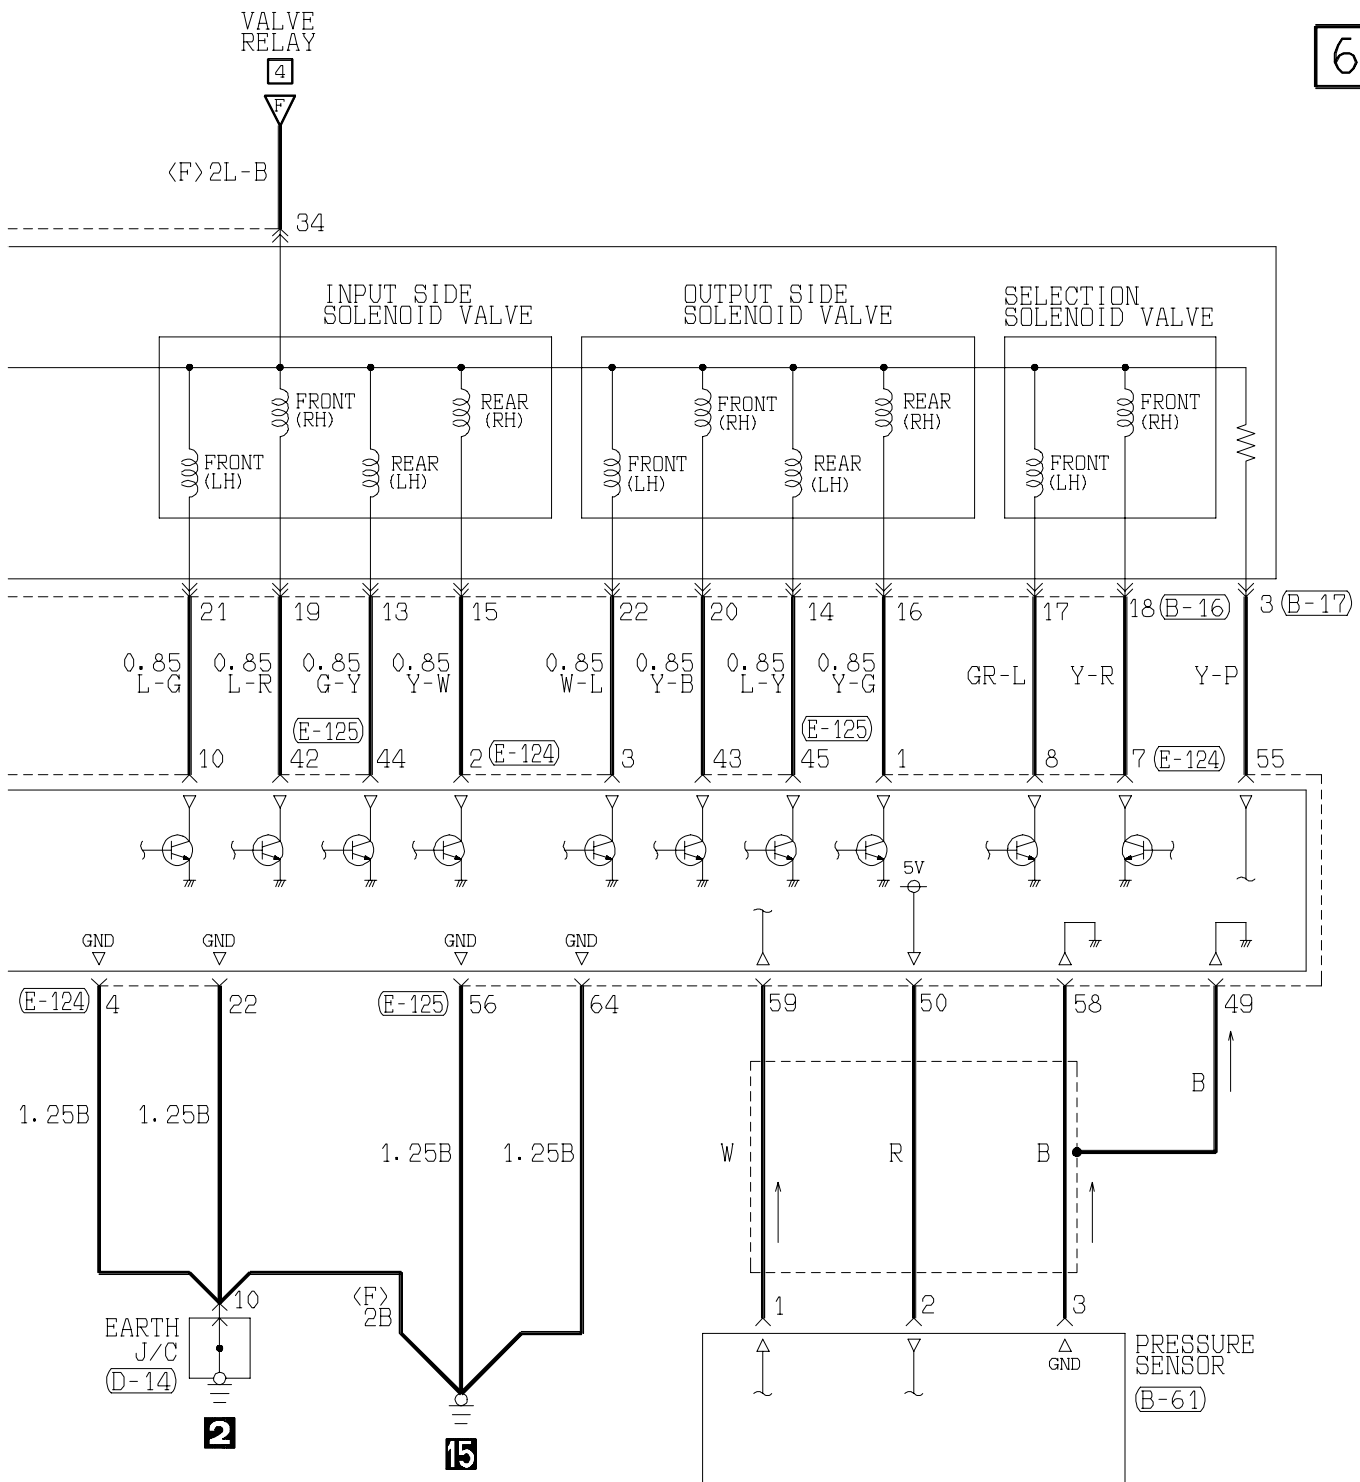 VALVE
RELAY
6
4
F
<F>2L-B
34
INPUT SIDE
SOLENOID VALVE
OUTPUT SIDE
SOLENOID VALVE
SELECTION
SOLENOID VALVE
FRONT
(RH)
REAR
(RH)
FRONT
(RH)
REAR
(RH)
FRONT
(RH)
FRONT
(LH)
REAR
(LH)
FRONT
(LH)
REAR
(LH)
FRONT
(LH)
21 19 13 15 22 20 14 16 17 18 (B-16) 3 (B-17)
0.85 0.85 0.85 0.85 0.85 0.85 0.85 0.85
L-G L-R G-Y Y-W W-L Y-B L-Y Y-G GR-L Y-R Y-P
(E-125) (E-125)
10 42 44 2 (E-124) 3 43 45 1 8 7 (E-124) 55
5V
GND GND GND GND
(E-124) 4 22 (E-125) 56 64 59 50 58 49
B
1.25B 1.25B
1.25B 1.25B W R B
10
<F>
2B
1 2 3
EARTH
J/C
(D-14)
GND
PRESSURE
SENSOR
(B-61)
2
15